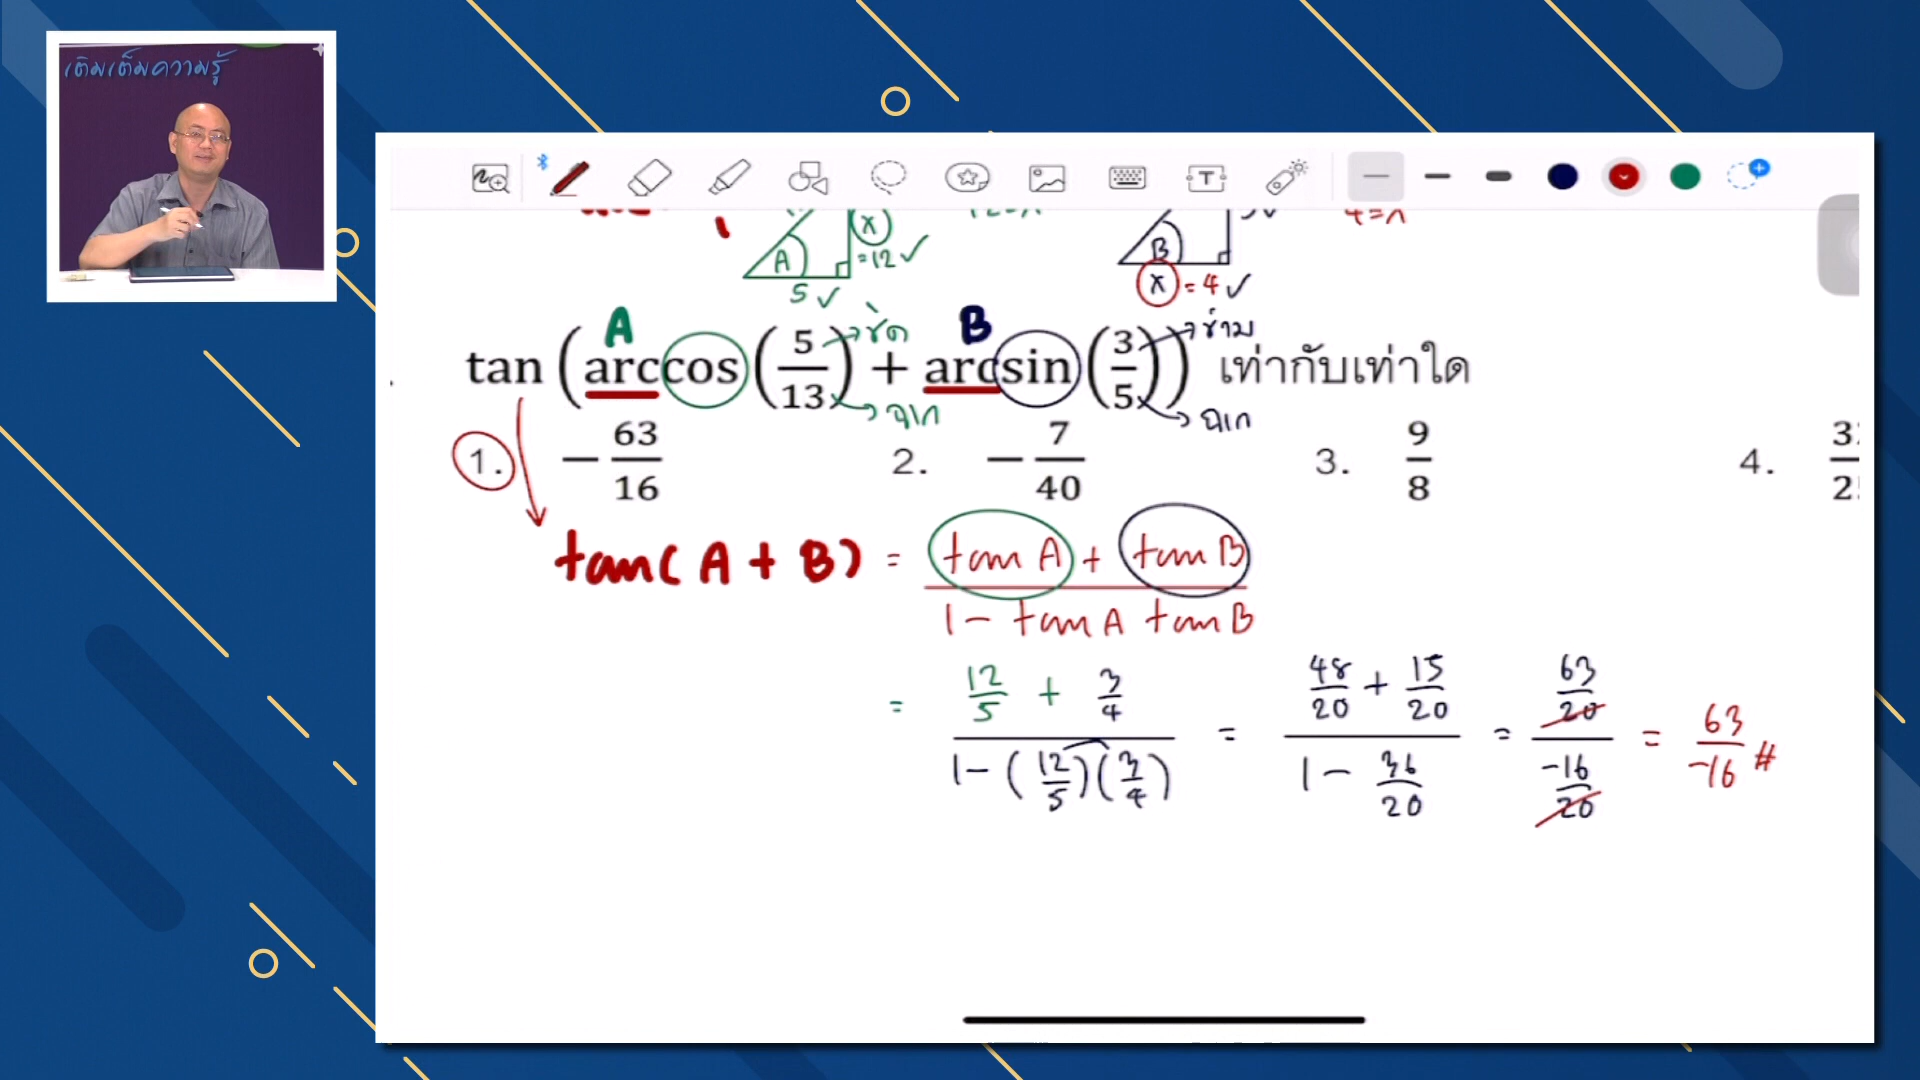 เติมเต็มความรู้
A
x
=12 ✓
5 ✓
B
x = 4 ✓
A B
ชิด ข้าม
tan (arccos (5/13) + arcsin (3/5)) เท่ากับเท่าใด
ฉาก ฉาก
1. −63/16 2. −7/40 3. 9/8 4.
tan(A + B) = (tan A + tan B)/(1 − tan A tan B)
= (12/5 + 3/4)/(1 − (12/5)(3/4)) = (48/20 + 15/20)/(1 − 36/20) = (63/20)/(−16/20) = 63/−16 #